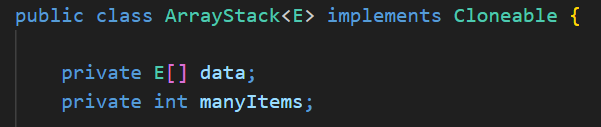 public class ArrayStack<E> implements Cloneable {
private E[] data;
private int manyItems;